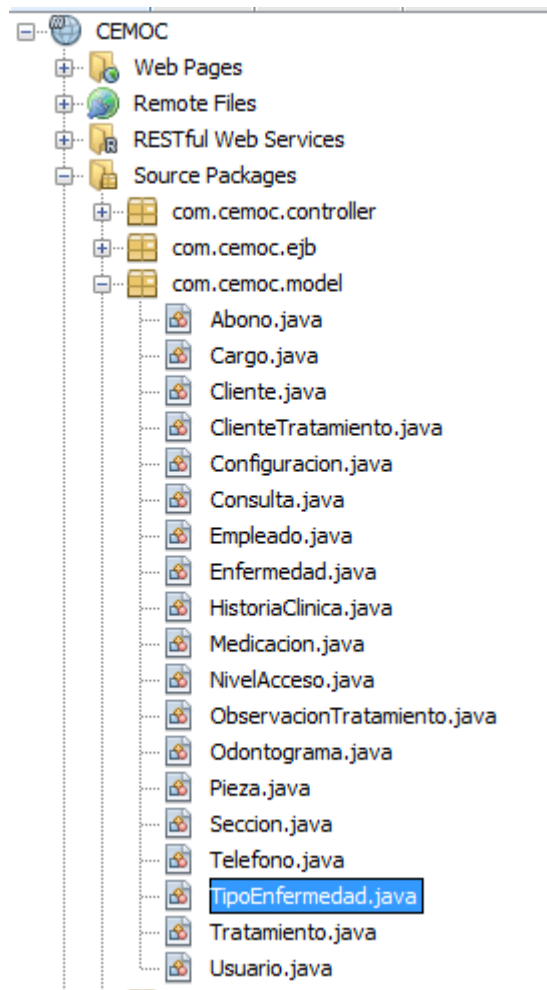 CEMOC
Web Pages
Remote Files
RESTful Web Services
Source Packages
com.cemoc.controller
com.cemoc.ejb
com.cemoc.model
Abono.java
Cargo.java
Cliente.java
ClienteTratamiento.java
Configuracion.java
Consulta.java
Empleado.java
Enfermedad.java
HistoriaClinica.java
Medicacion.java
NivelAcceso.java
ObservacionTratamiento.java
Odontograma.java
Pieza.java
Seccion.java
Telefono.java
TipoEnfermedad.java
Tratamiento.java
Usuario.java